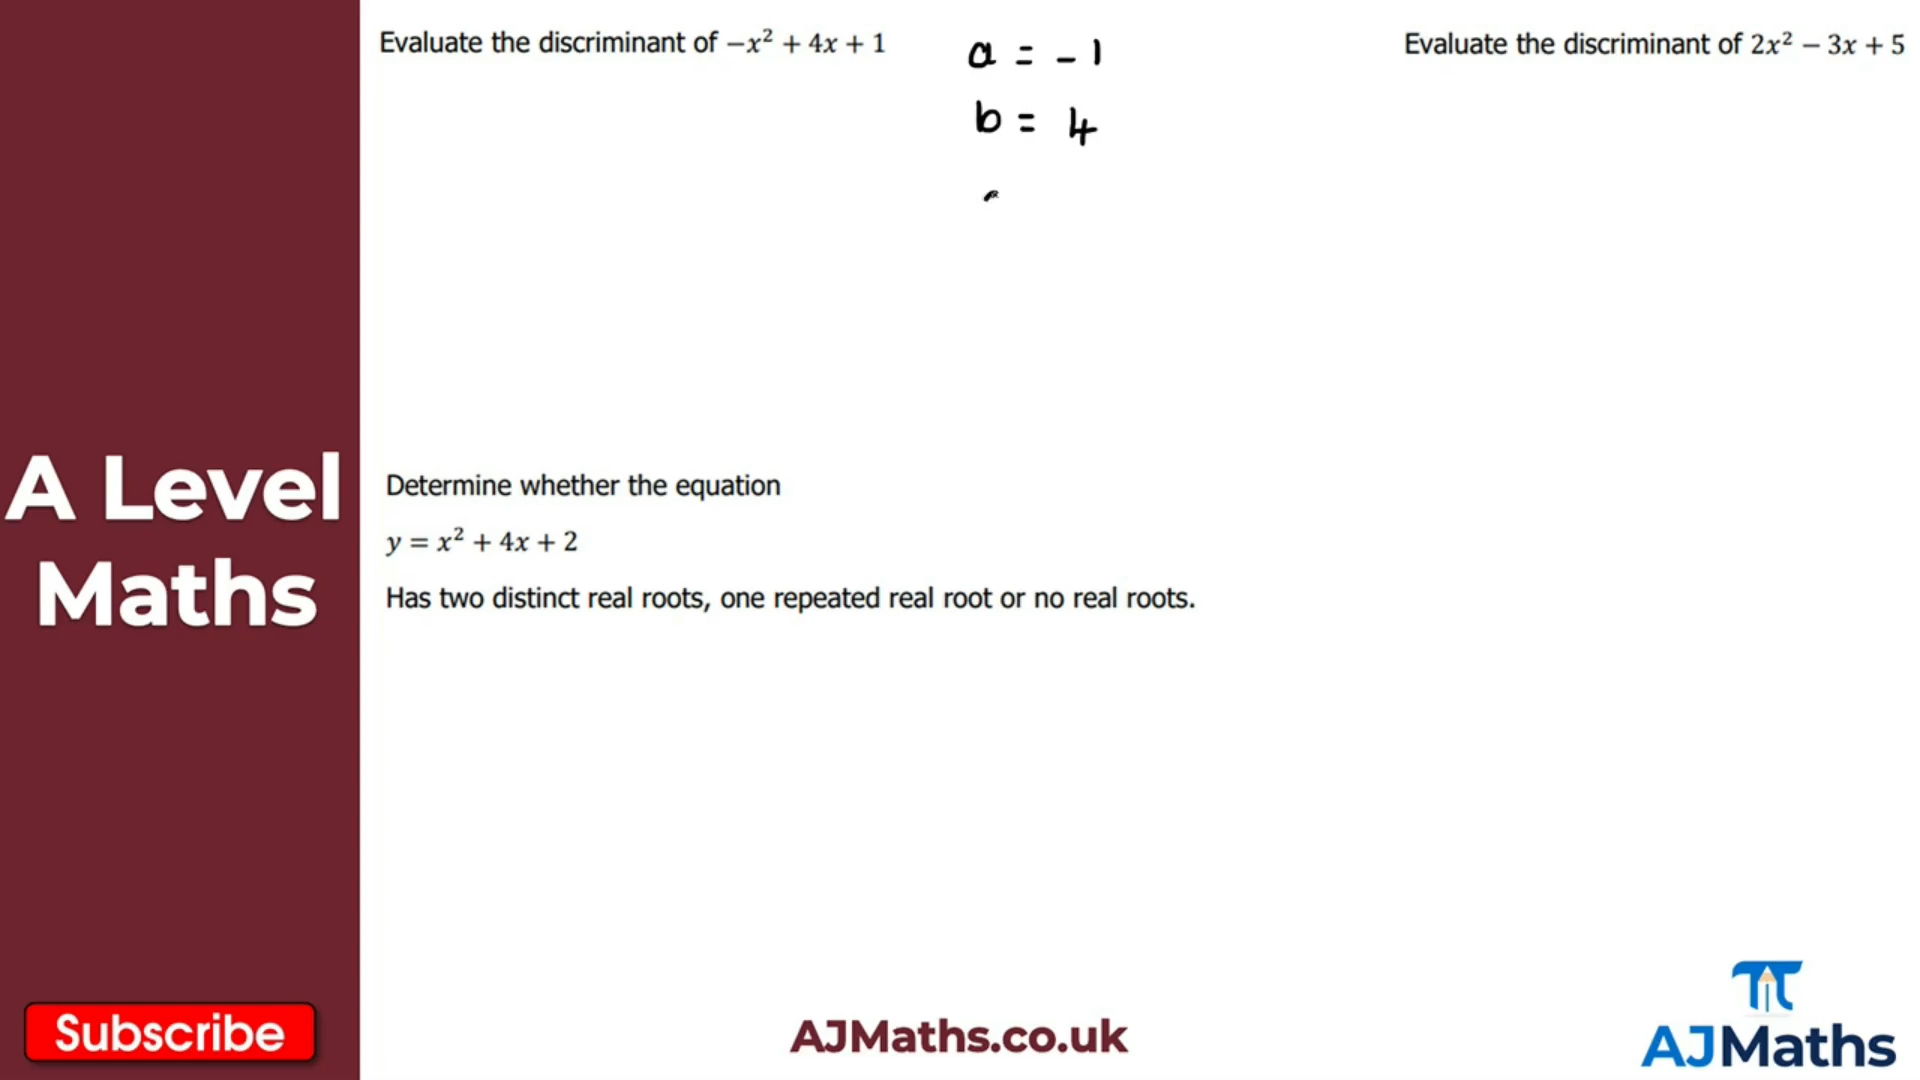 Evaluate the discriminant of −x² + 4x + 1
a = −1
b = 4
Evaluate the discriminant of 2x² − 3x + 5
A Level
Maths
Determine whether the equation
y = x² + 4x + 2
Has two distinct real roots, one repeated real root or no real roots.
Subscribe
AJMaths.co.uk
AJMaths